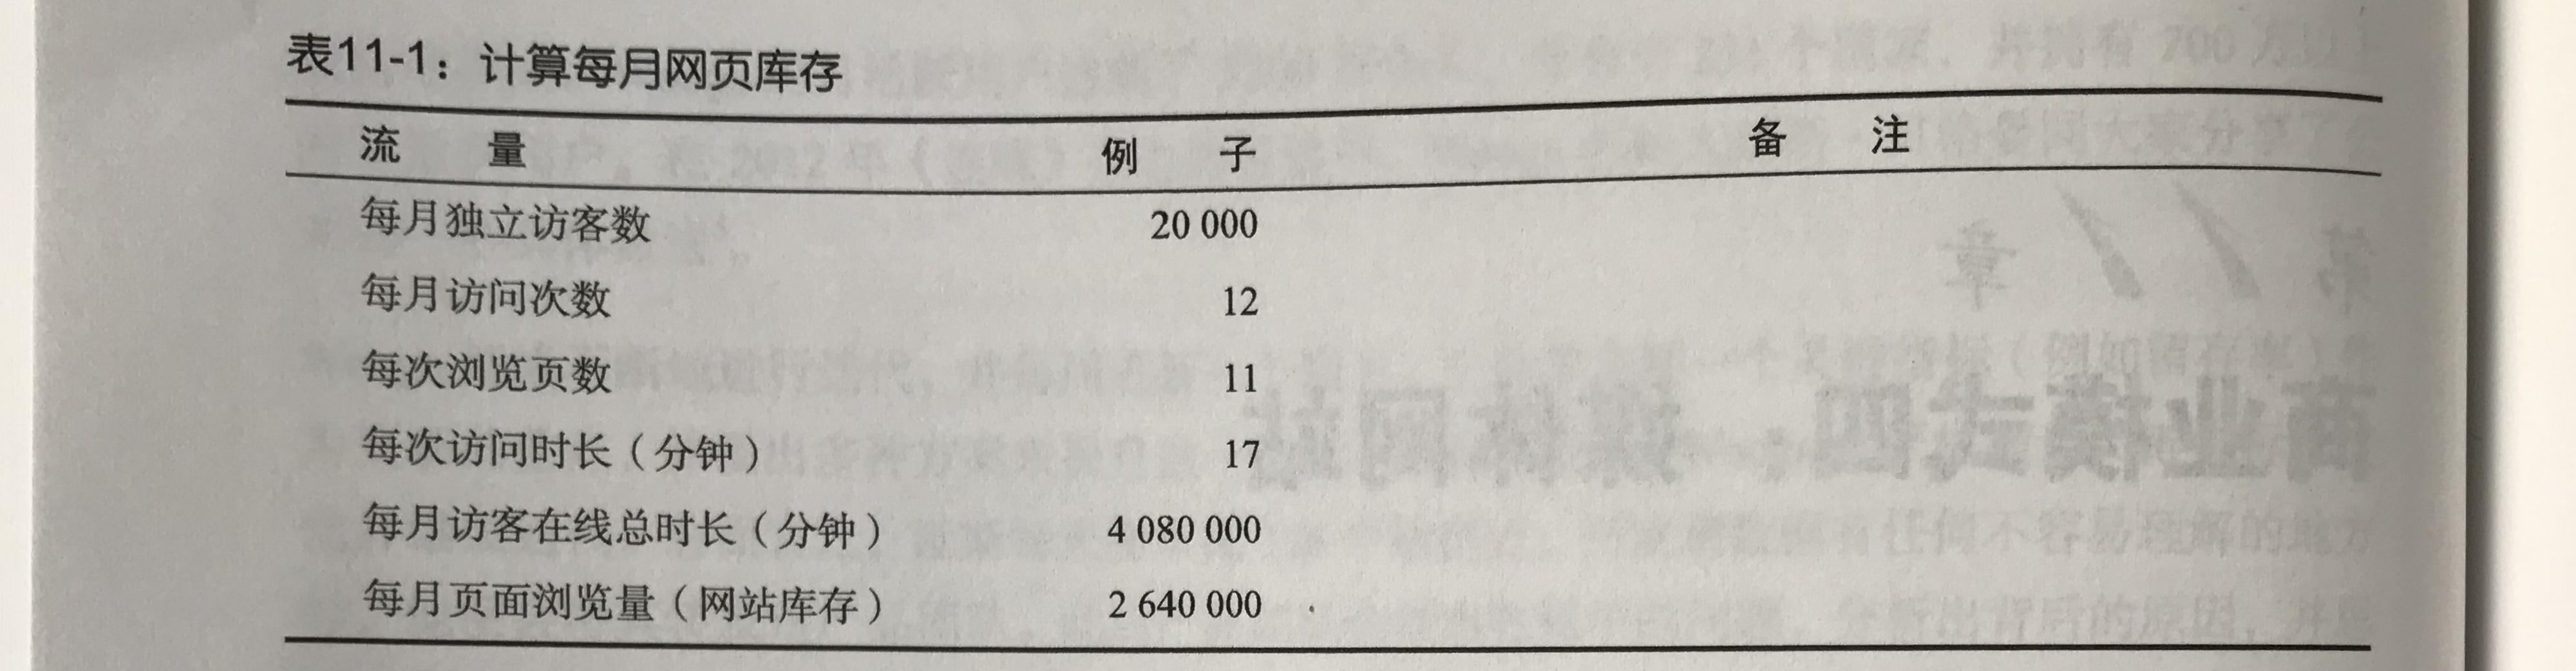 表11-1：计算每月网页库存
流 量 例 子 备 注
每月独立访客数 20 000
每月访问次数 12
每次浏览页数 11
每次访问时长（分钟） 17
每月访客在线总时长（分钟） 4 080 000
每月页面浏览量（网站库存） 2 640 000